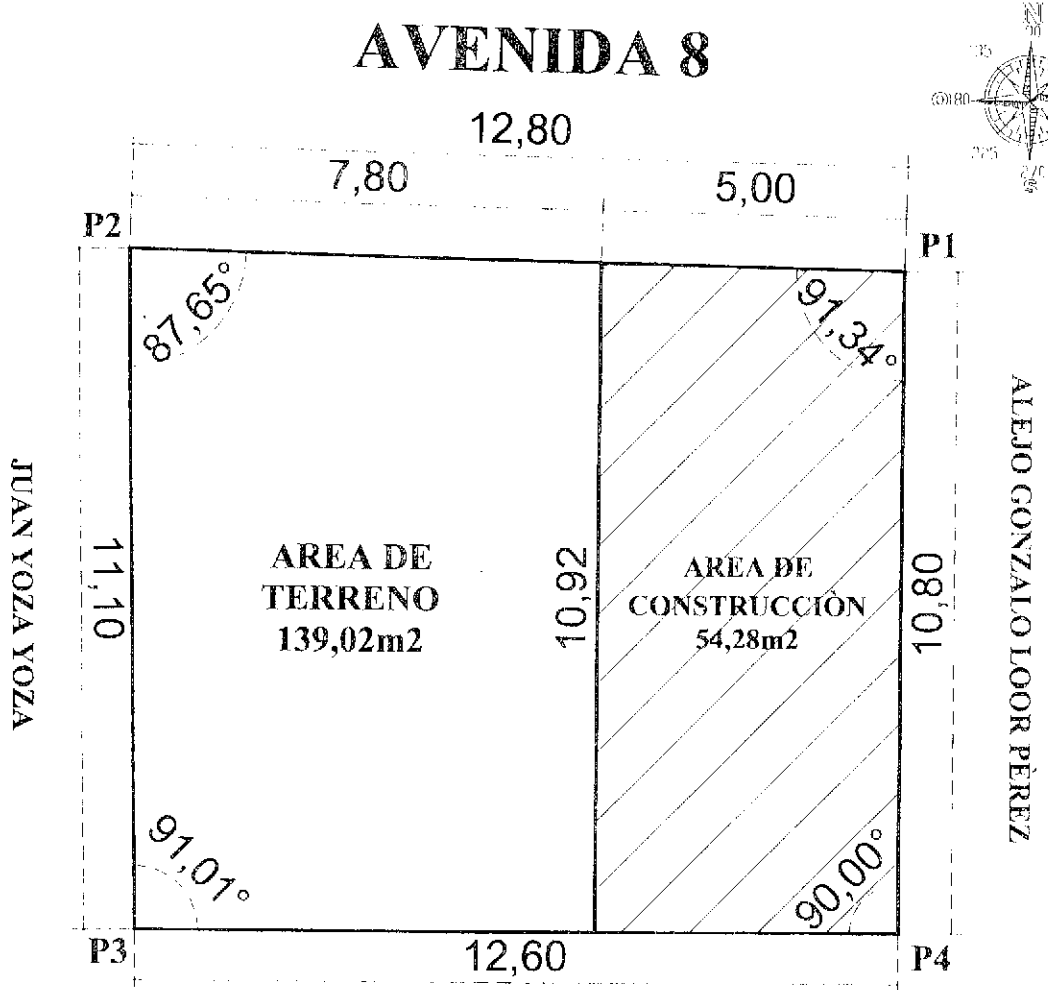 AVENIDA 8
12,80
7,80
5,00
P2
P1
87,65°
91,34°
JUAN YOZA YOZA
11,10
AREA DE
TERRENO
139,02m2
10,92
AREA DE
CONSTRUCCIÒN
54,28m2
10,80
ALEJO GONZALO LOOR PÈREZ
91,01°
90,00°
P3
12,60
P4